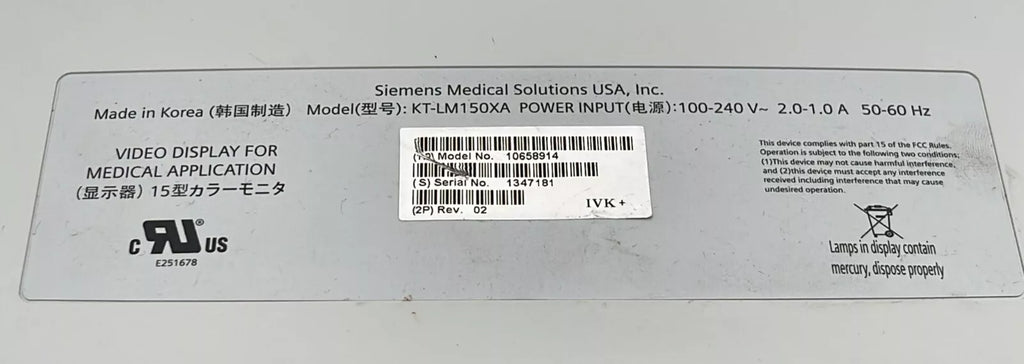 Siemens Medical Solutions USA, Inc.
Made in Korea (韩国制造) Model(型号): KT-LM150XA POWER INPUT(电源):100-240 V~ 2.0-1.0 A 50-60 Hz
VIDEO DISPLAY FOR
MEDICAL APPLICATION
(显示器) 15型カラーモニタ
C RU ® US
E251678
(1P) Model No. 10658914
(S) Serial No. 1347181
(2P) Rev. 02
IVK +
This device complies with part 15 of the FCC Rules.
Operation is subject to the following two conditions;
(1)This device may not cause harmful interference,
and (2)this device must accept any interference
received including interference that may cause
undesired operation.
Lamps in display contain
mercury, dispose properly